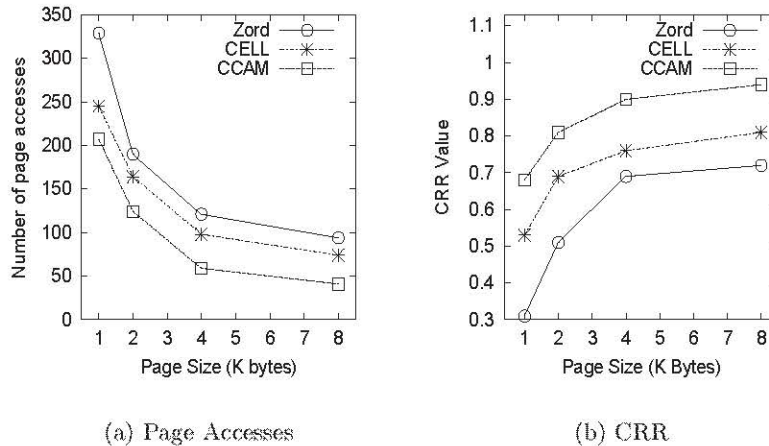 350
300
250
200
150
100
50
0
Number of page accesses
Zord
CELL
CCAM
1 2 3 4 5 6 7 8
Page Size (K bytes)
(a) Page Accesses
1.1
1
0.9
0.8
0.7
0.6
0.5
0.4
0.3
CRR Value
Zord
CELL
CCAM
1 2 3 4 5 6 7 8
Page Size (K Bytes)
(b) CRR